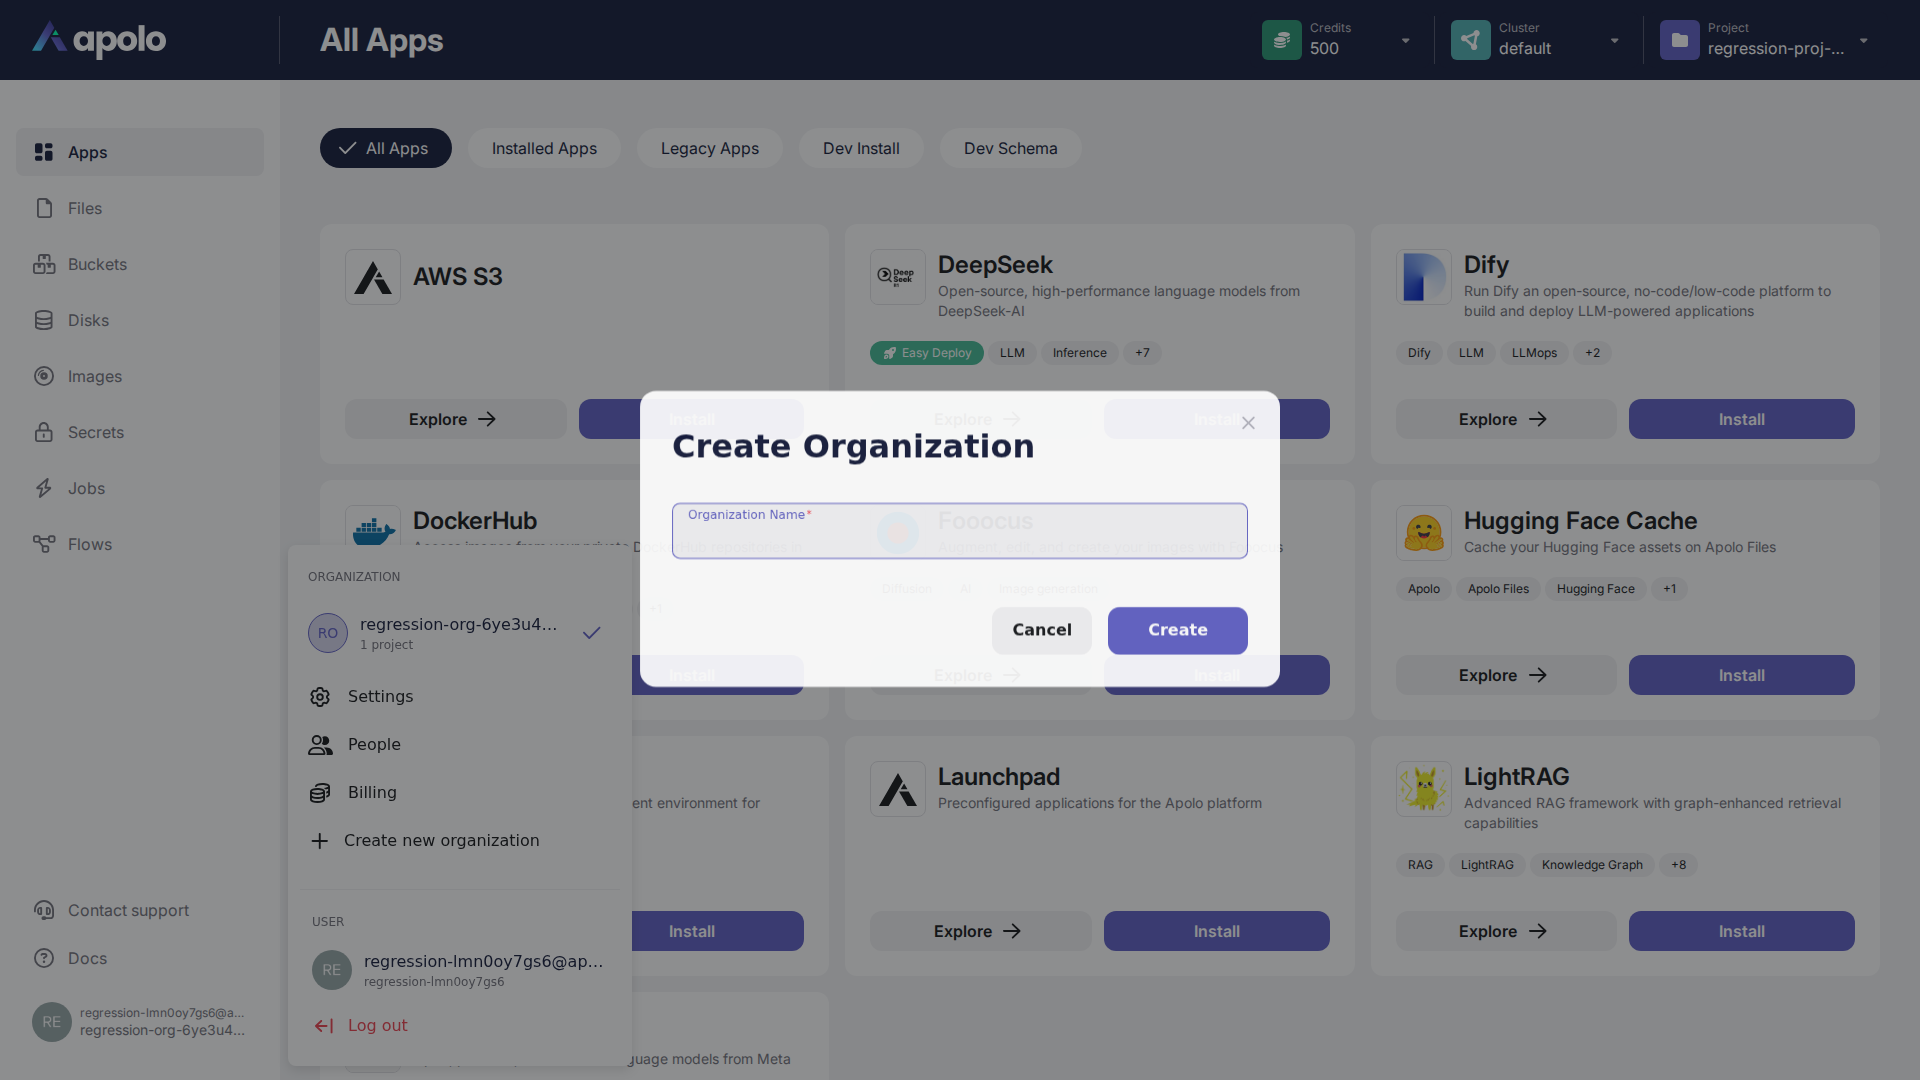 apolo
All Apps
Credits
500
Cluster
default
Project
regression-proj-...
Apps
Files
Buckets
Disks
Images
Secrets
Jobs
Flows
Contact support
Docs
RE
regression-lmn0oy7gs6@a...
regression-org-6ye3u4...
All Apps
Installed Apps
Legacy Apps
Dev Install
Dev Schema
AWS S3
Explore
Install
DeepSeek
Open-source, high-performance language models from
DeepSeek-AI
Easy Deploy
LLM
Inference
+7
Explore
Install
Dify
Run Dify an open-source, no-code/low-code platform to
build and deploy LLM-powered applications
Dify
LLM
LLMops
+2
Explore
Install
DockerHub
Access images from your private DockerHub repositories in
+1
Install
Fooocus
Augment, edit, and create your images with Fooocus
Diffusion
AI
Image generation
Explore
Install
Hugging Face Cache
Cache your Hugging Face assets on Apolo Files
Apolo
Apolo Files
Hugging Face
+1
Explore
Install
ent environment for
Install
Launchpad
Preconfigured applications for the Apolo platform
Explore
Install
LightRAG
Advanced RAG framework with graph-enhanced retrieval
capabilities
RAG
LightRAG
Knowledge Graph
+8
Explore
Install
guage models from Meta
ORGANIZATION
RO
regression-org-6ye3u4...
1 project
Settings
People
Billing
Create new organization
USER
RE
regression-lmn0oy7gs6@ap...
regression-lmn0oy7gs6
Log out
Create Organization
Organization Name*
Cancel
Create